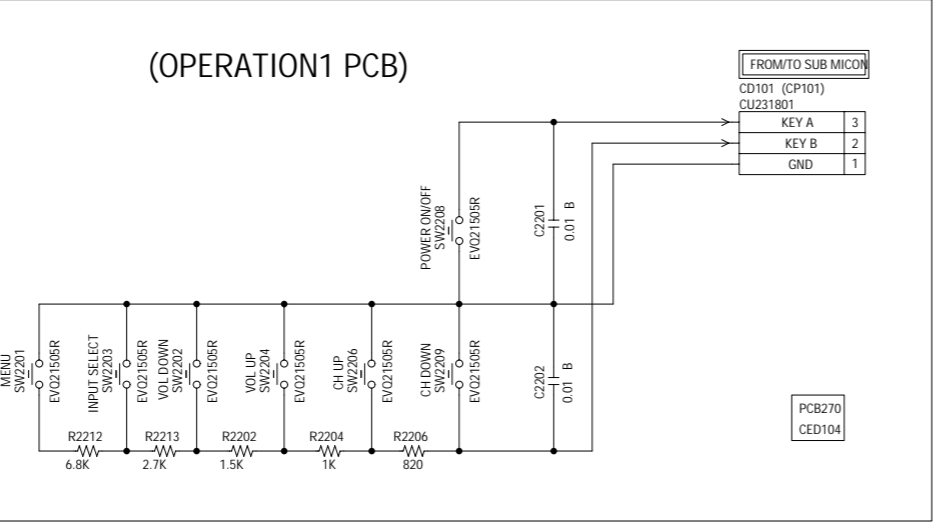 (OPERATION1 PCB)
FROM/TO SUB MICON
CD101 (CP101)
CU231801
KEY A 3
KEY B 2
GND 1
POWER ON/OFF
SW2208
EVQ21505R
C2201
0.01 B
MENU
SW2201
EVQ21505R
INPUT SELECT
SW2203
EVQ21505R
VOL DOWN
SW2202
EVQ21505R
VOL UP
SW2204
EVQ21505R
CH UP
SW2206
EVQ21505R
CH DOWN
SW2209
EVQ21505R
C2202
0.01 B
R2212
6.8K
R2213
2.7K
R2202
1.5K
R2204
1K
R2206
820
PCB270
CED104